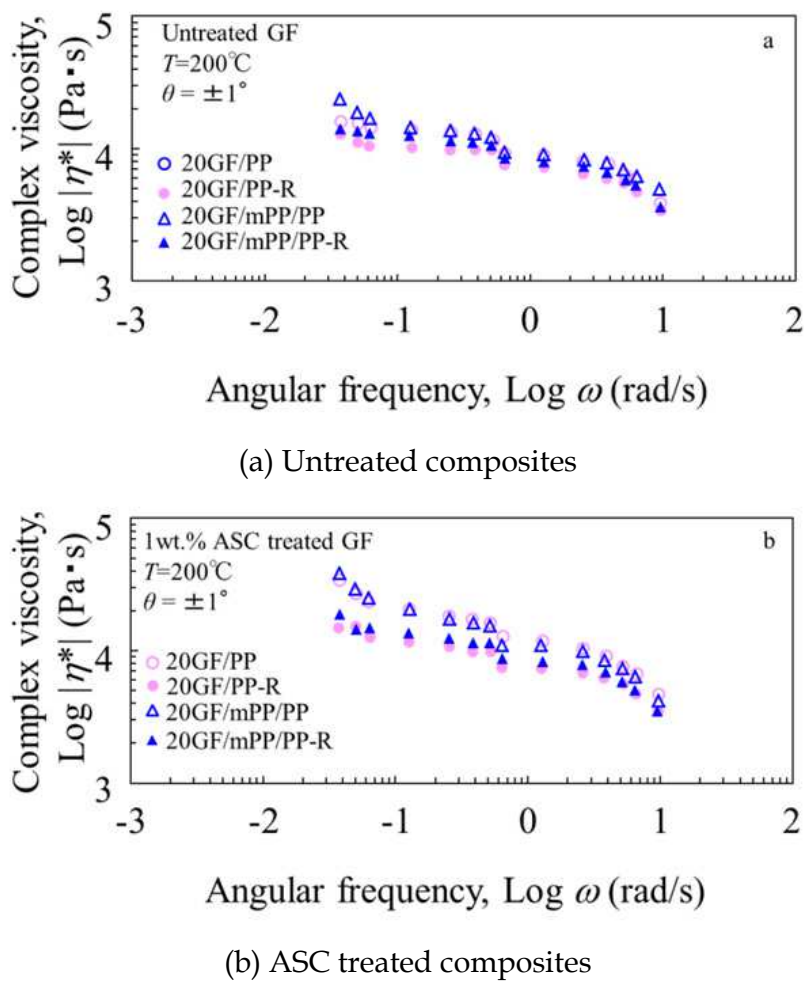 Complex viscosity,
Log |η*| (Pa･s)
5
4
3
Untreated GF
T=200℃
θ = ±1°
a
20GF/PP
20GF/PP-R
20GF/mPP/PP
20GF/mPP/PP-R
-3 -2 -1 0 1 2
Angular frequency, Log ω (rad/s)
(a) Untreated composites
Complex viscosity,
Log |η*| (Pa･s)
5
4
3
1wt.% ASC treated GF
T=200℃
θ = ±1°
b
20GF/PP
20GF/PP-R
20GF/mPP/PP
20GF/mPP/PP-R
-3 -2 -1 0 1 2
Angular frequency, Log ω (rad/s)
(b) ASC treated composites